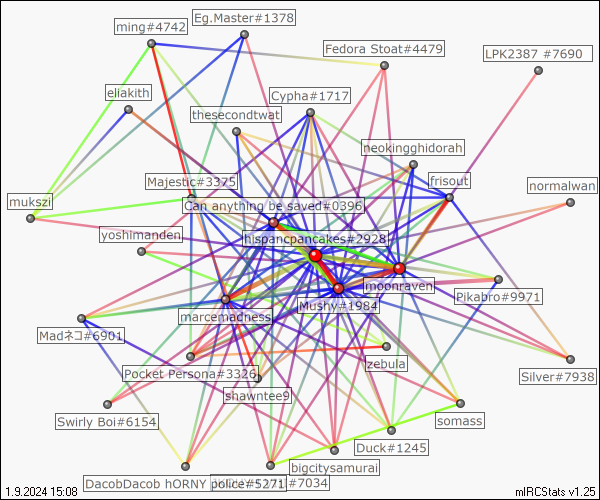 Eg.Master#1378
ming#4742
Fedora Stoat#4479
LPK2387 #7690
eliakith
Cypha#1717
thesecondtwat
neokingghidorah
Majestic#3375
frisout
normalwan
mukszi
Can anything be saved#0396
yoshimanden
hispancpancakes#2928
moonraven
Pikabro#9971
Mushy#1984
marcemadness
Madネコ#6901
zebula
Pocket Persona#3326
Silver#7938
shawntee9
Swirly Boi#6154
somass
Duck#1245
bigcitysamurai
DacobDacob hORNY police#5271
#7034
1.9.2024 15:08
mIRCStats v1.25